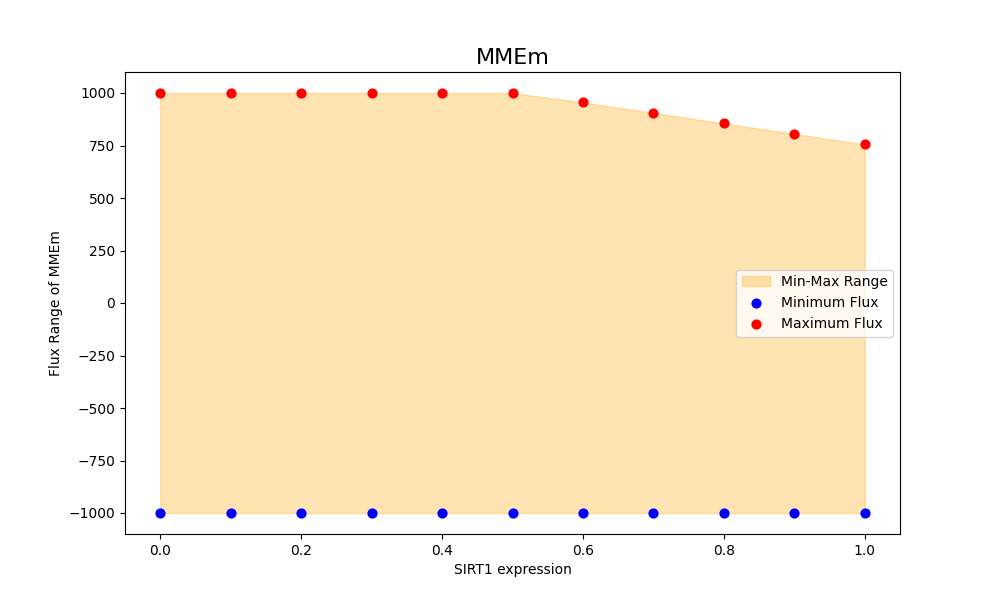 MMEm
Flux Range of MMEm
1000
750
500
250
0
−250
−500
−750
−1000
Min-Max Range
Minimum Flux
Maximum Flux
0.0
0.2
0.4
0.6
0.8
1.0
SIRT1 expression